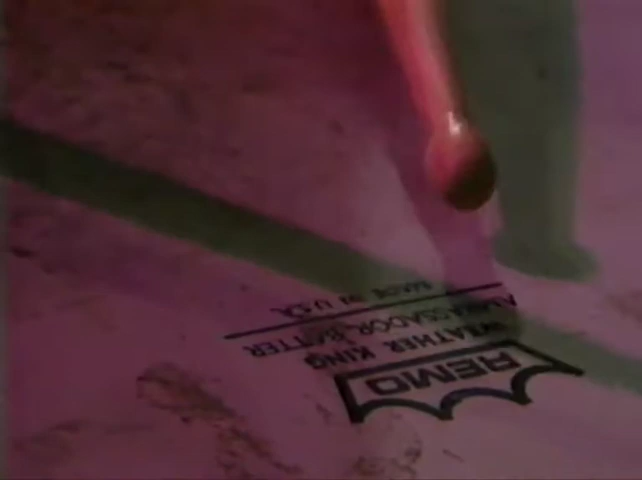 REMO
WEATHER KING
AMBASSADOR BATTER
MADE IN U.S.A.